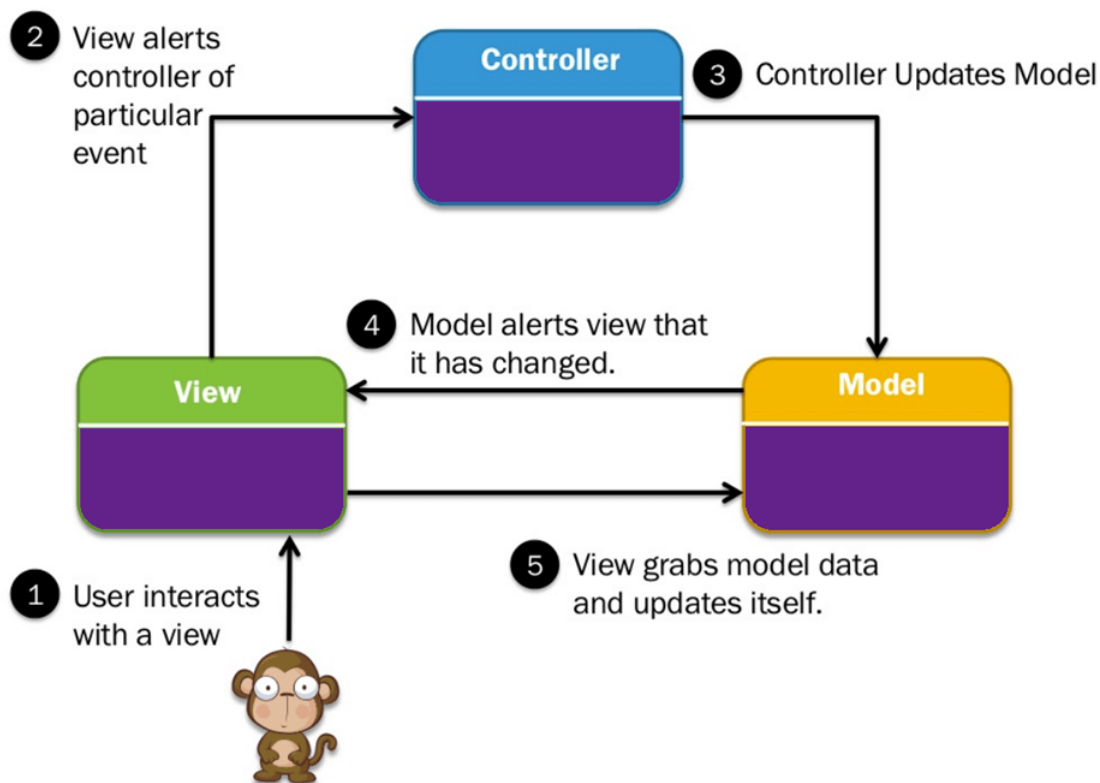 2
View alerts
controller of
particular
event
Controller
3
Controller Updates Model
4
Model alerts view that
it has changed.
View
Model
5
View grabs model data
and updates itself.
1
User interacts
with a view